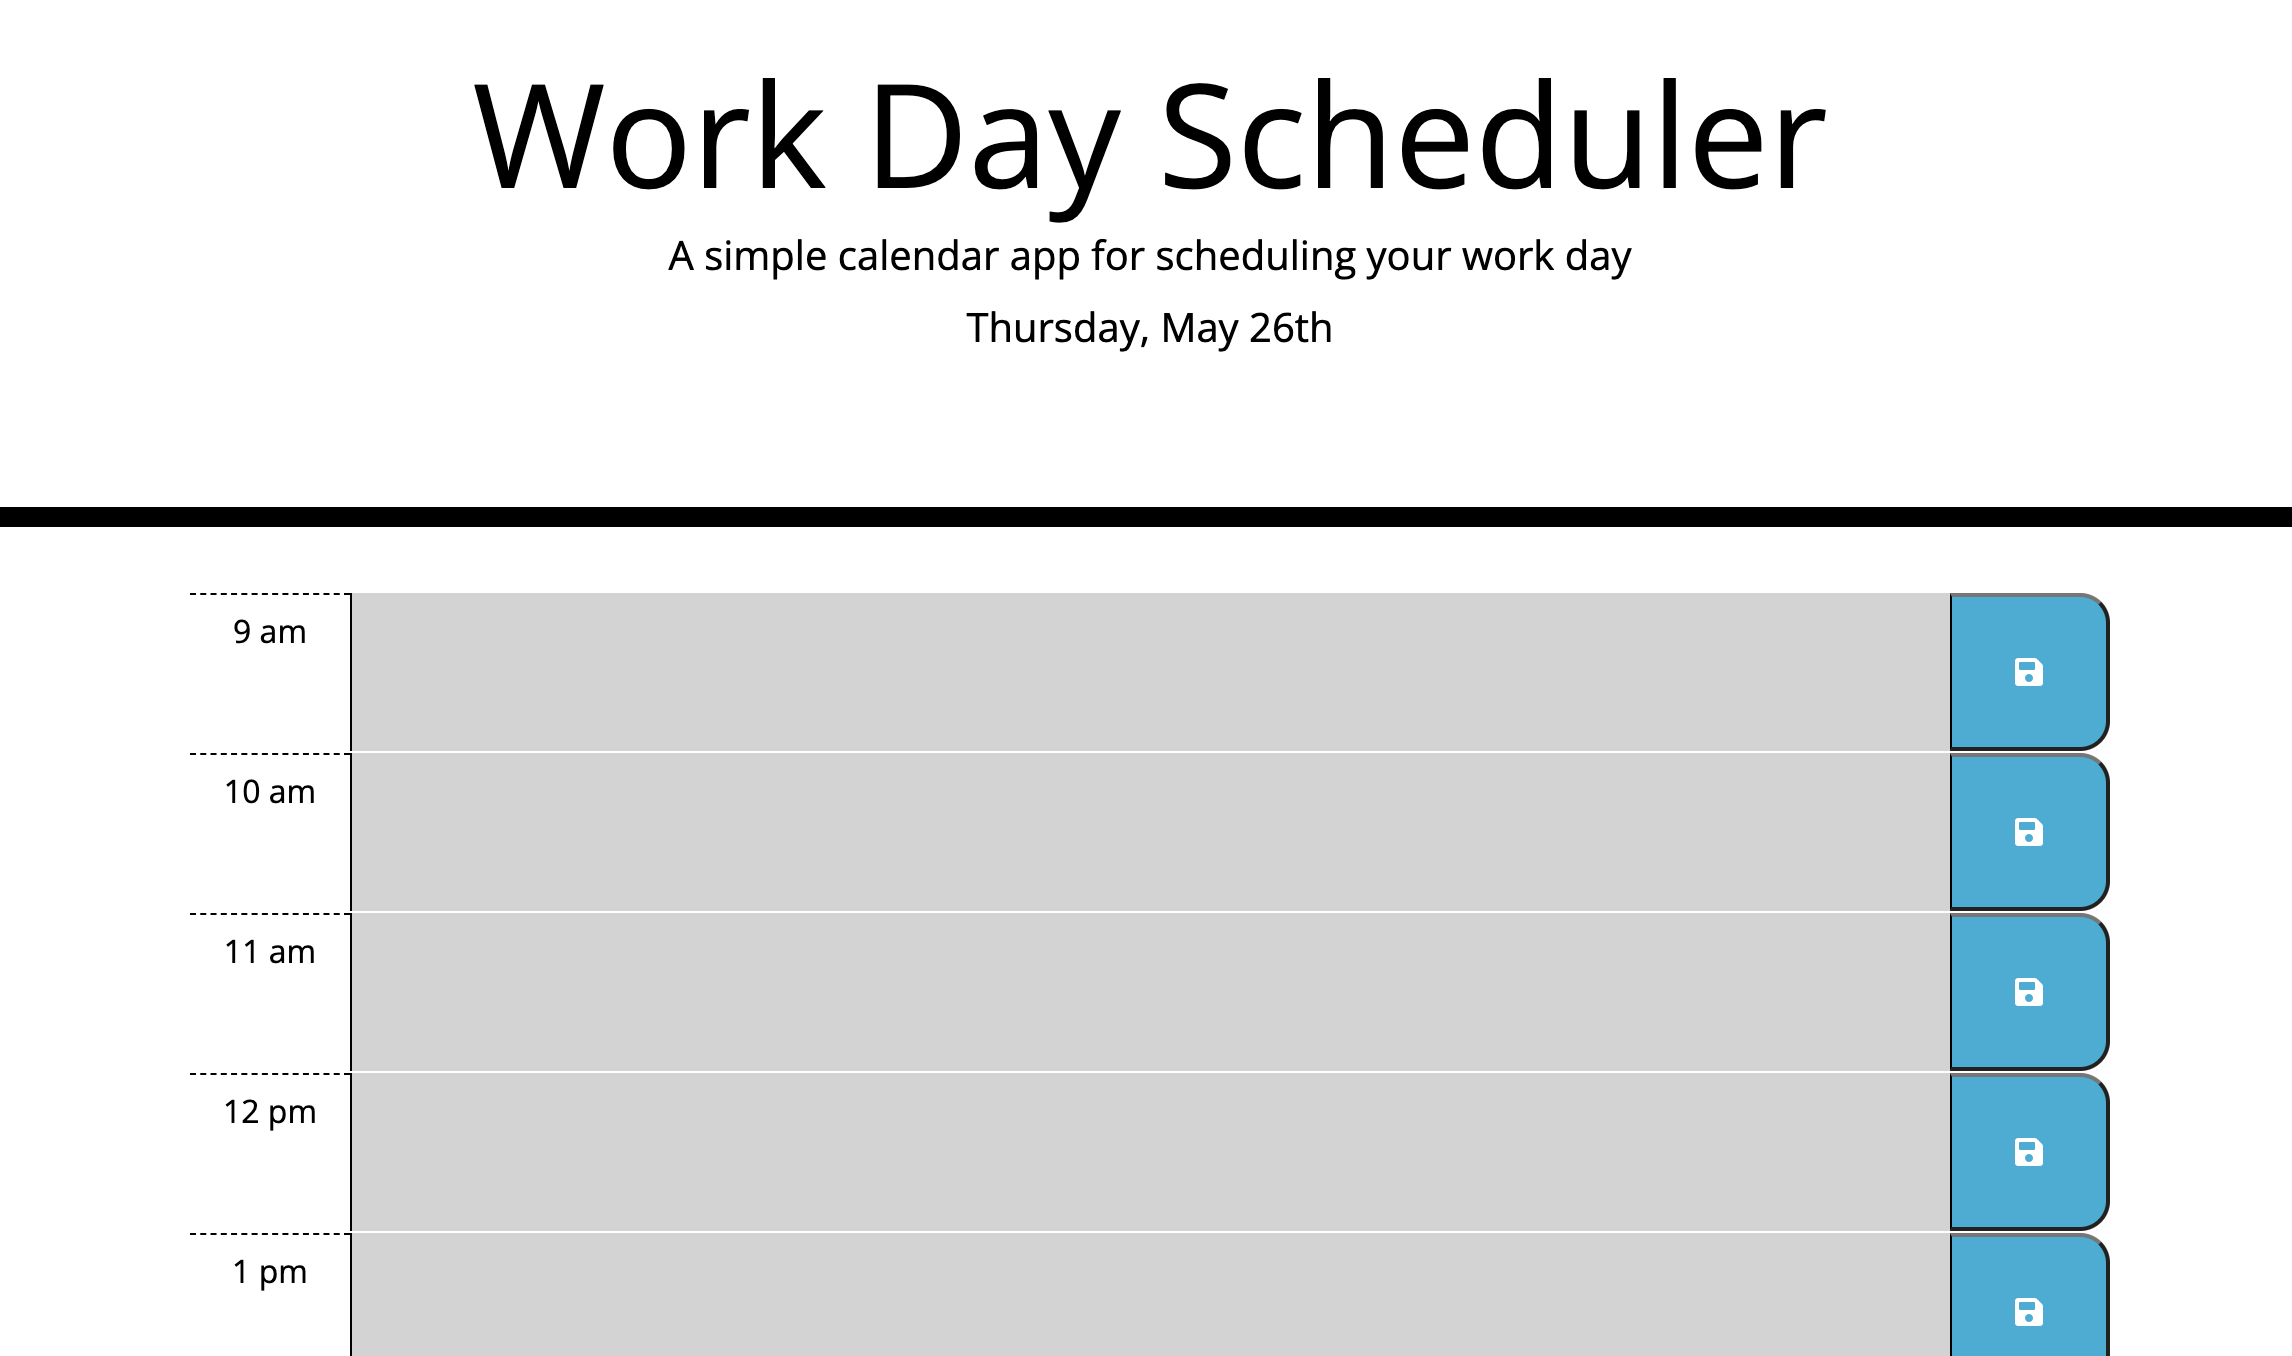 Work Day Scheduler
A simple calendar app for scheduling your work day
Thursday, May 26th
9 am
10 am
11 am
12 pm
1 pm